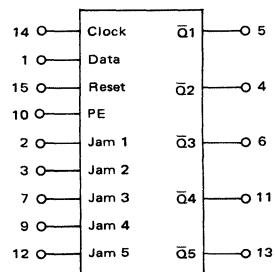 14 Clock Q̅1 5
1 Data
15 Reset Q̅2 4
10 PE
2 Jam 1 Q̅3 6
3 Jam 2
7 Jam 3 Q̅4 11
9 Jam 4
12 Jam 5 Q̅5 13